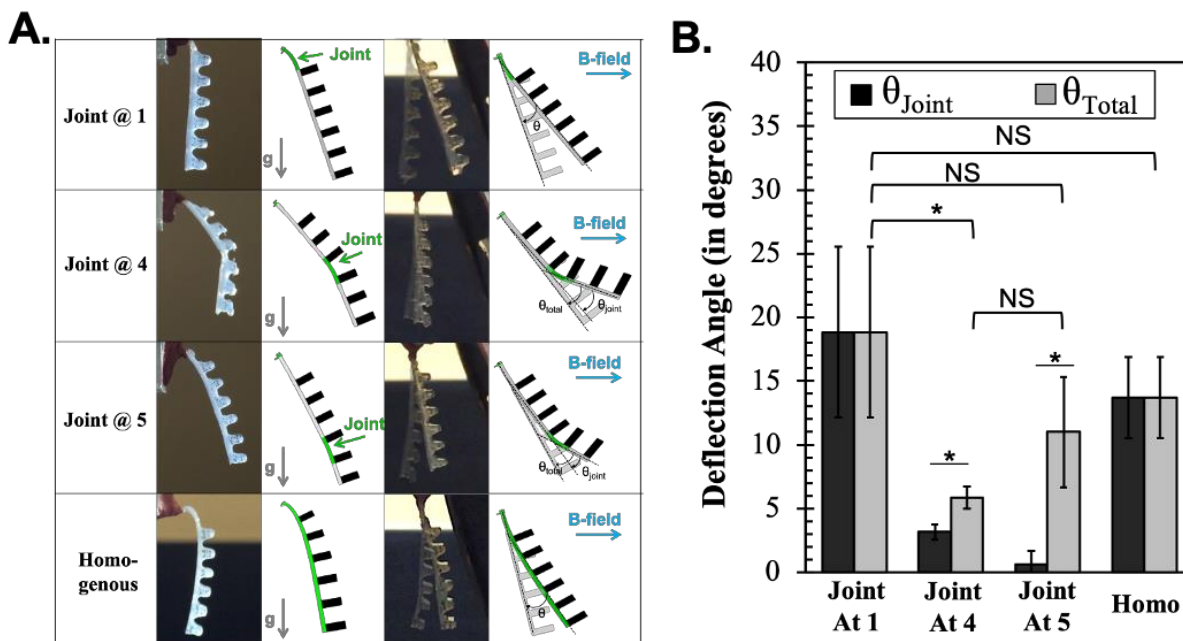 A.
Joint @ 1
Joint
g
B-field
θ
Joint @ 4
Joint
g
B-field
θtotal
θjoint
Joint @ 5
Joint
g
B-field
θtotal
θjoint
Homo-
genous
g
B-field
θ
B.
Deflection Angle (in degrees)
40
35
30
25
20
15
10
5
0
θJoint
θTotal
NS
NS
*
NS
*
*
Joint
At 1
Joint
At 4
Joint
At 5
Homo